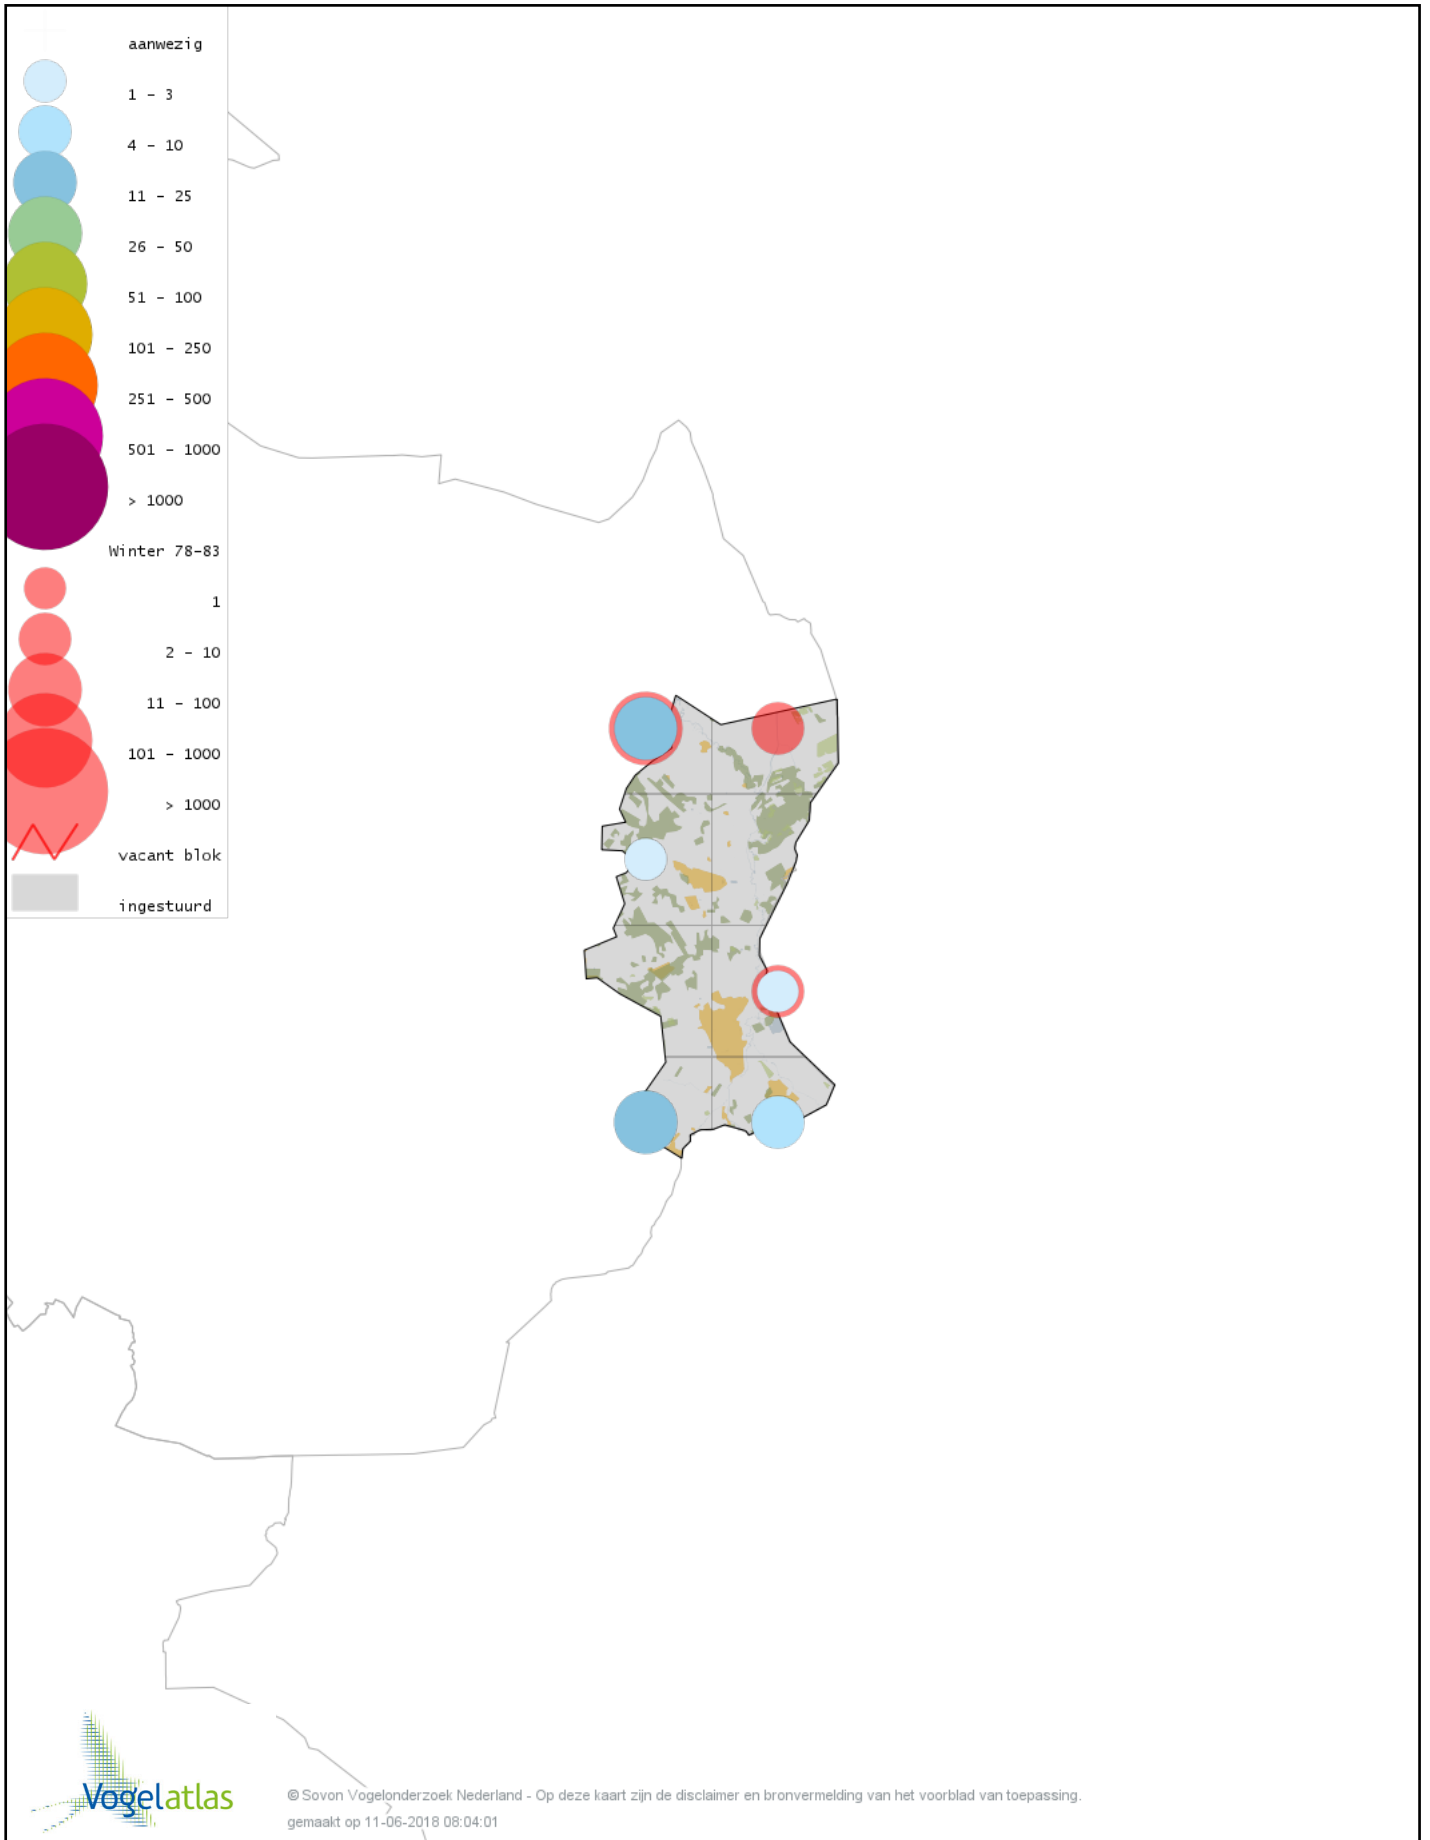 aanwezig
1 - 3
4 - 10
11 - 25
26 - 50
51 - 100
101 - 250
251 - 500
501 - 1000
> 1000
Winter 78-83
1
2 - 10
11 - 100
101 - 1000
> 1000
vacant blok
ingestuurd
Vogelatlas
© Sovon Vogelonderzoek Nederland - Op deze kaart zijn de disclaimer en bronvermelding van het voorblad van toepassing.
gemaakt op 11-06-2018 08:04:01